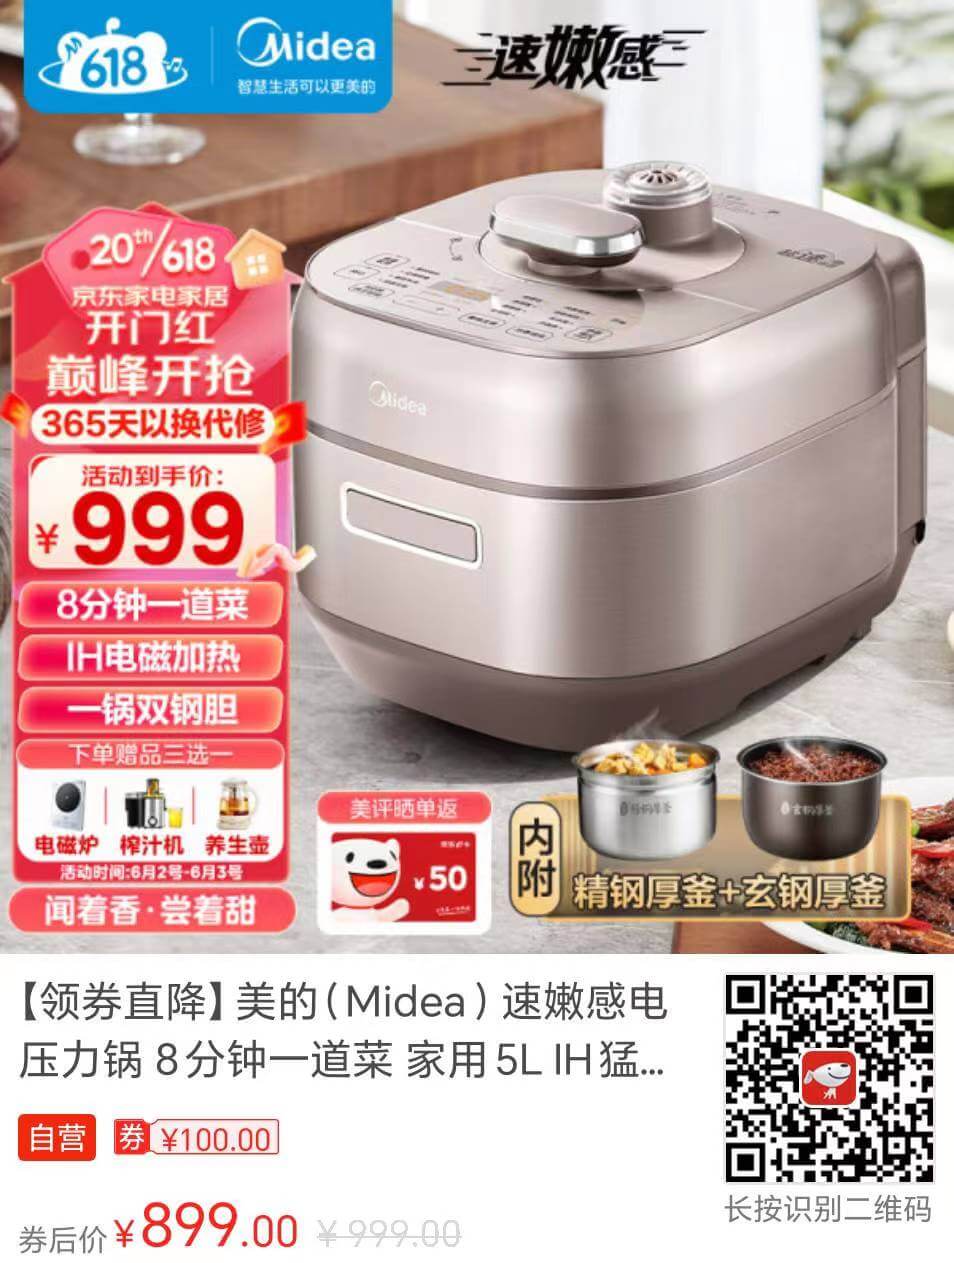 618
Midea
智慧生活可以更美的
速嫩感
20th/618
京东家电家居
开门红
巅峰开抢
365天以换代修
活动到手价:
¥999
8分钟一道菜
IH电磁加热
一锅双钢胆
下单赠品三选一
电磁炉 榨汁机 养生壶
活动时间:6月2号-6月3号
闻着香·尝着甜
Midea
美评晒单返
¥50
内附
精钢厚釜+玄钢厚釜
【领券直降】美的(Midea)速嫩感电
压力锅 8分钟一道菜 家用5L IH猛...
自营 券 ¥100.00
券后价 ¥899.00 ¥999.00
长按识别二维码